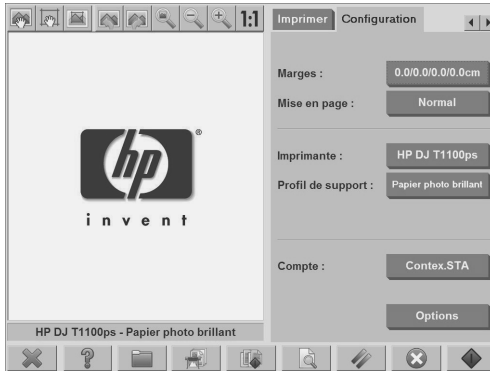 1:1
Imprimer Configuration
Marges : 0.0/0.0/0.0/0.0cm
Mise en page : Normal
Imprimante : HP DJ T1100ps
Profil de support : Papier photo brillant
Compte : Contex.STA
Options
hp ®
invent
HP DJ T1100ps - Papier photo brillant
?